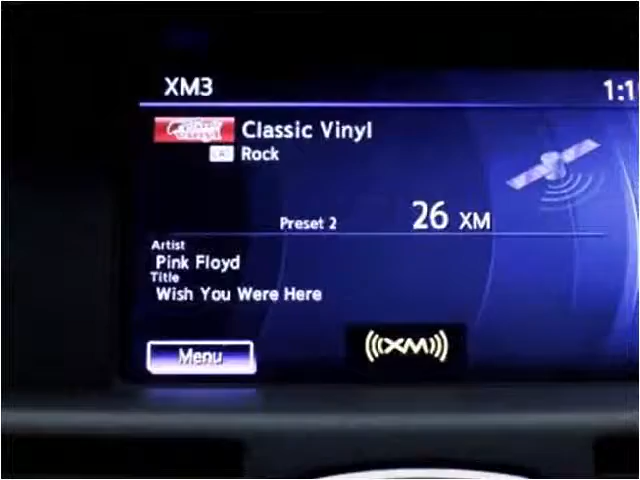 XM3
Classic Vinyl
Rock
Preset 2
26 XM
Artist
Pink Floyd
Title
Wish You Were Here
Menu
((XM))